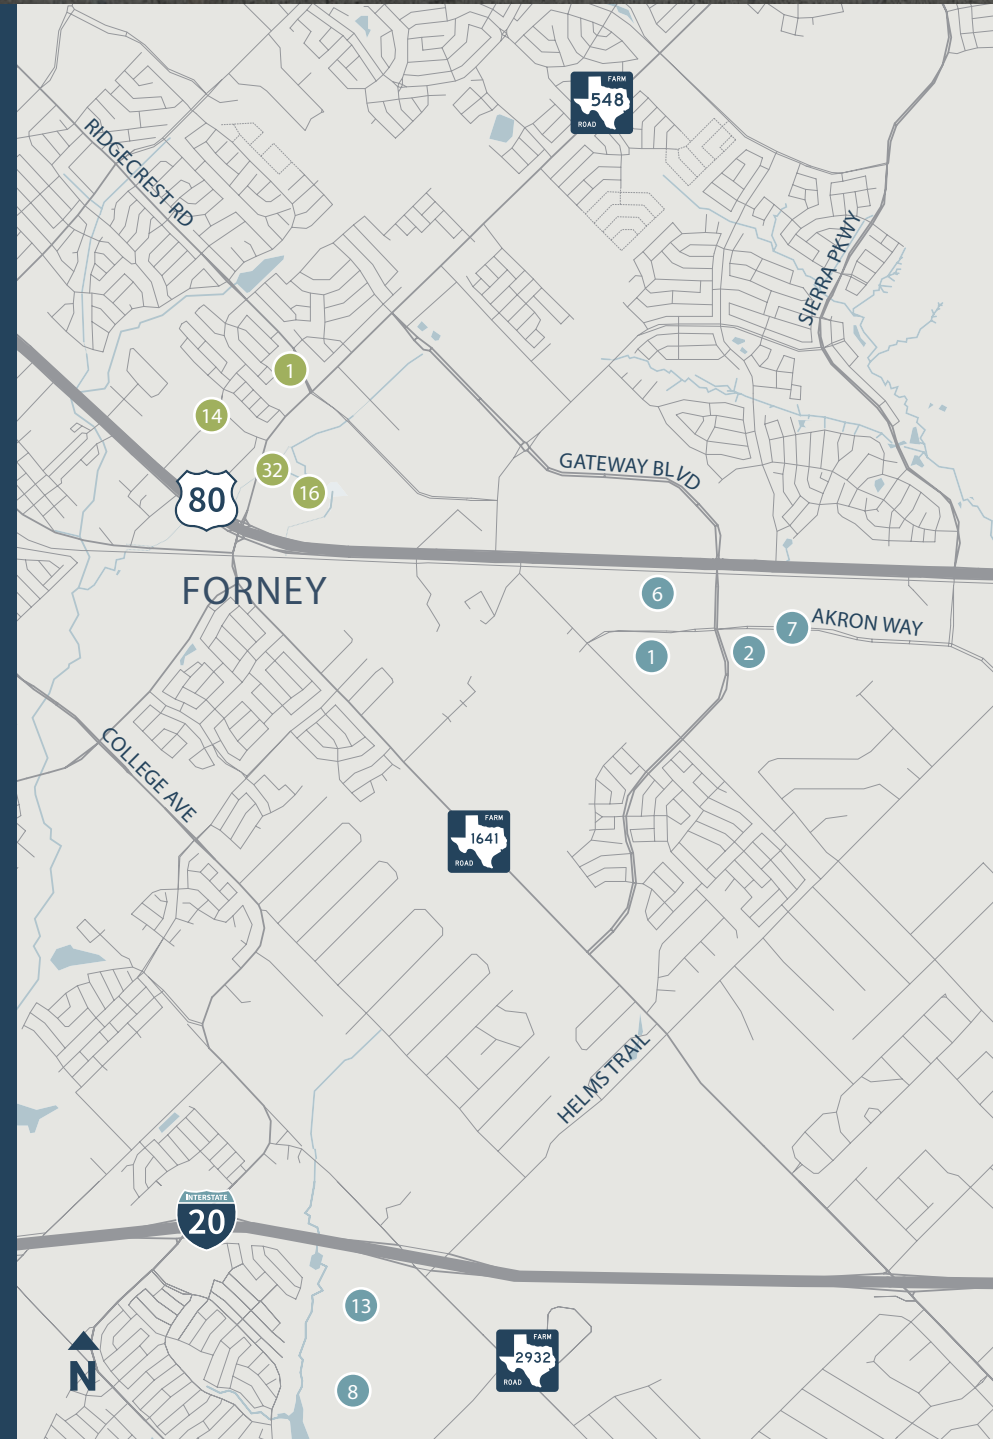 FARM
548
ROAD
RIDGECREST RD
SIERRA PKWY
1
14
32
16
GATEWAY BLVD
80
FORNEY
6
7
AKRON WAY
1
2
COLLEGE AVE
FARM
1641
ROAD
HELMS TRAIL
INTERSTATE
20
13
FARM
2932
ROAD
N
8